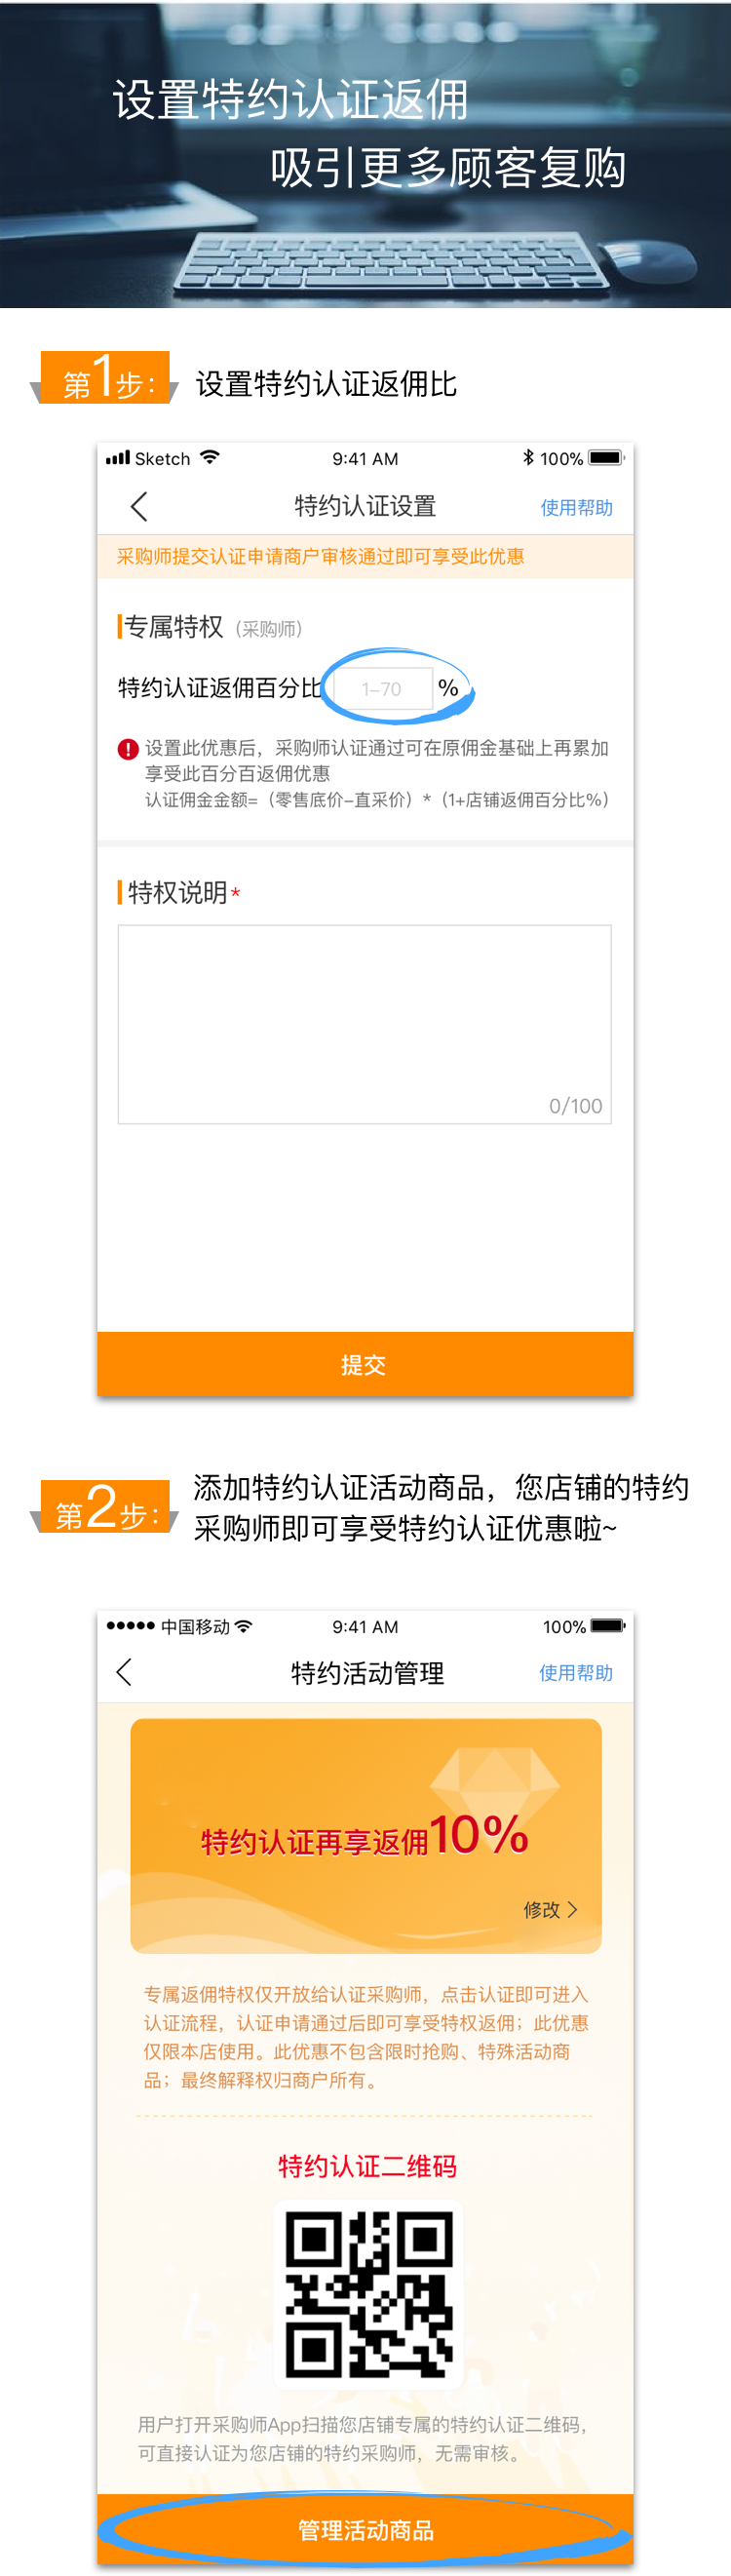 设置特约认证返佣
吸引更多顾客复购
第1步：
设置特约认证返佣比
Sketch
9:41 AM
100%
特约认证设置
使用帮助
采购师提交认证申请商户审核通过即可享受此优惠
专属特权（采购师）
特约认证返佣百分比 1-70 %
设置此优惠后，采购师认证通过可在原佣金基础上再累加
享受此百分百返佣优惠
认证佣金金额=（零售底价-直采价）*（1+店铺返佣百分比%）
特权说明*
0/100
提交
第2步：
添加特约认证活动商品，您店铺的特约
采购师即可享受特约认证优惠啦~
中国移动
9:41 AM
100%
特约活动管理
使用帮助
特约认证再享返佣10%
修改
专属返佣特权仅开放给认证采购师，点击认证即可进入
认证流程，认证申请通过后即可享受特权返佣；此优惠
仅限本店使用。此优惠不包含限时抢购、特殊活动商
品；最终解释权归商户所有。
特约认证二维码
用户打开采购师App扫描您店铺专属的特约认证二维码，
可直接认证为您店铺的特约采购师，无需审核。
管理活动商品